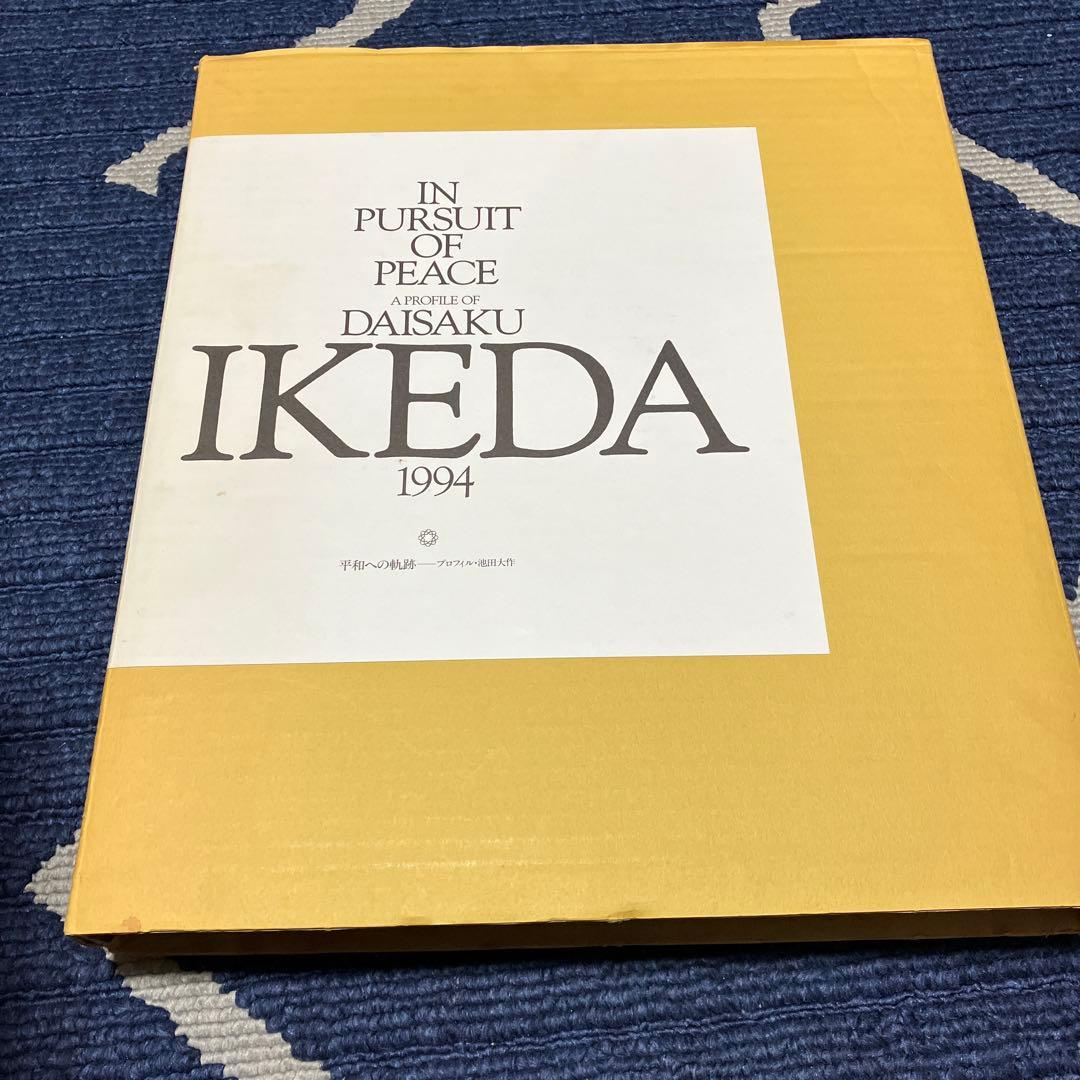 IN
PURSUIT
OF
PEACE
A PROFILE OF
DAISAKU
IKEDA
1994
平和への軌跡——プロフィル・池田大作